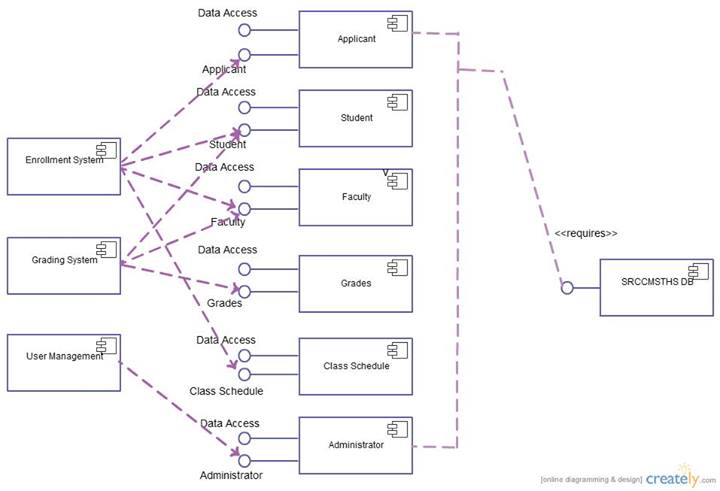 Data Access
Applicant
Applicant
Data Access
Student
Student
Enrollment System
Data Access
v
Faculty
Faculty
<<requires>>
Data Access
Grading System
SRCCMSTHS DB
Grades
Grades
Data Access
User Management
Class Schedule
Class Schedule
Data Access
Administrator
Administrator
[online diagramming & design] creately.com